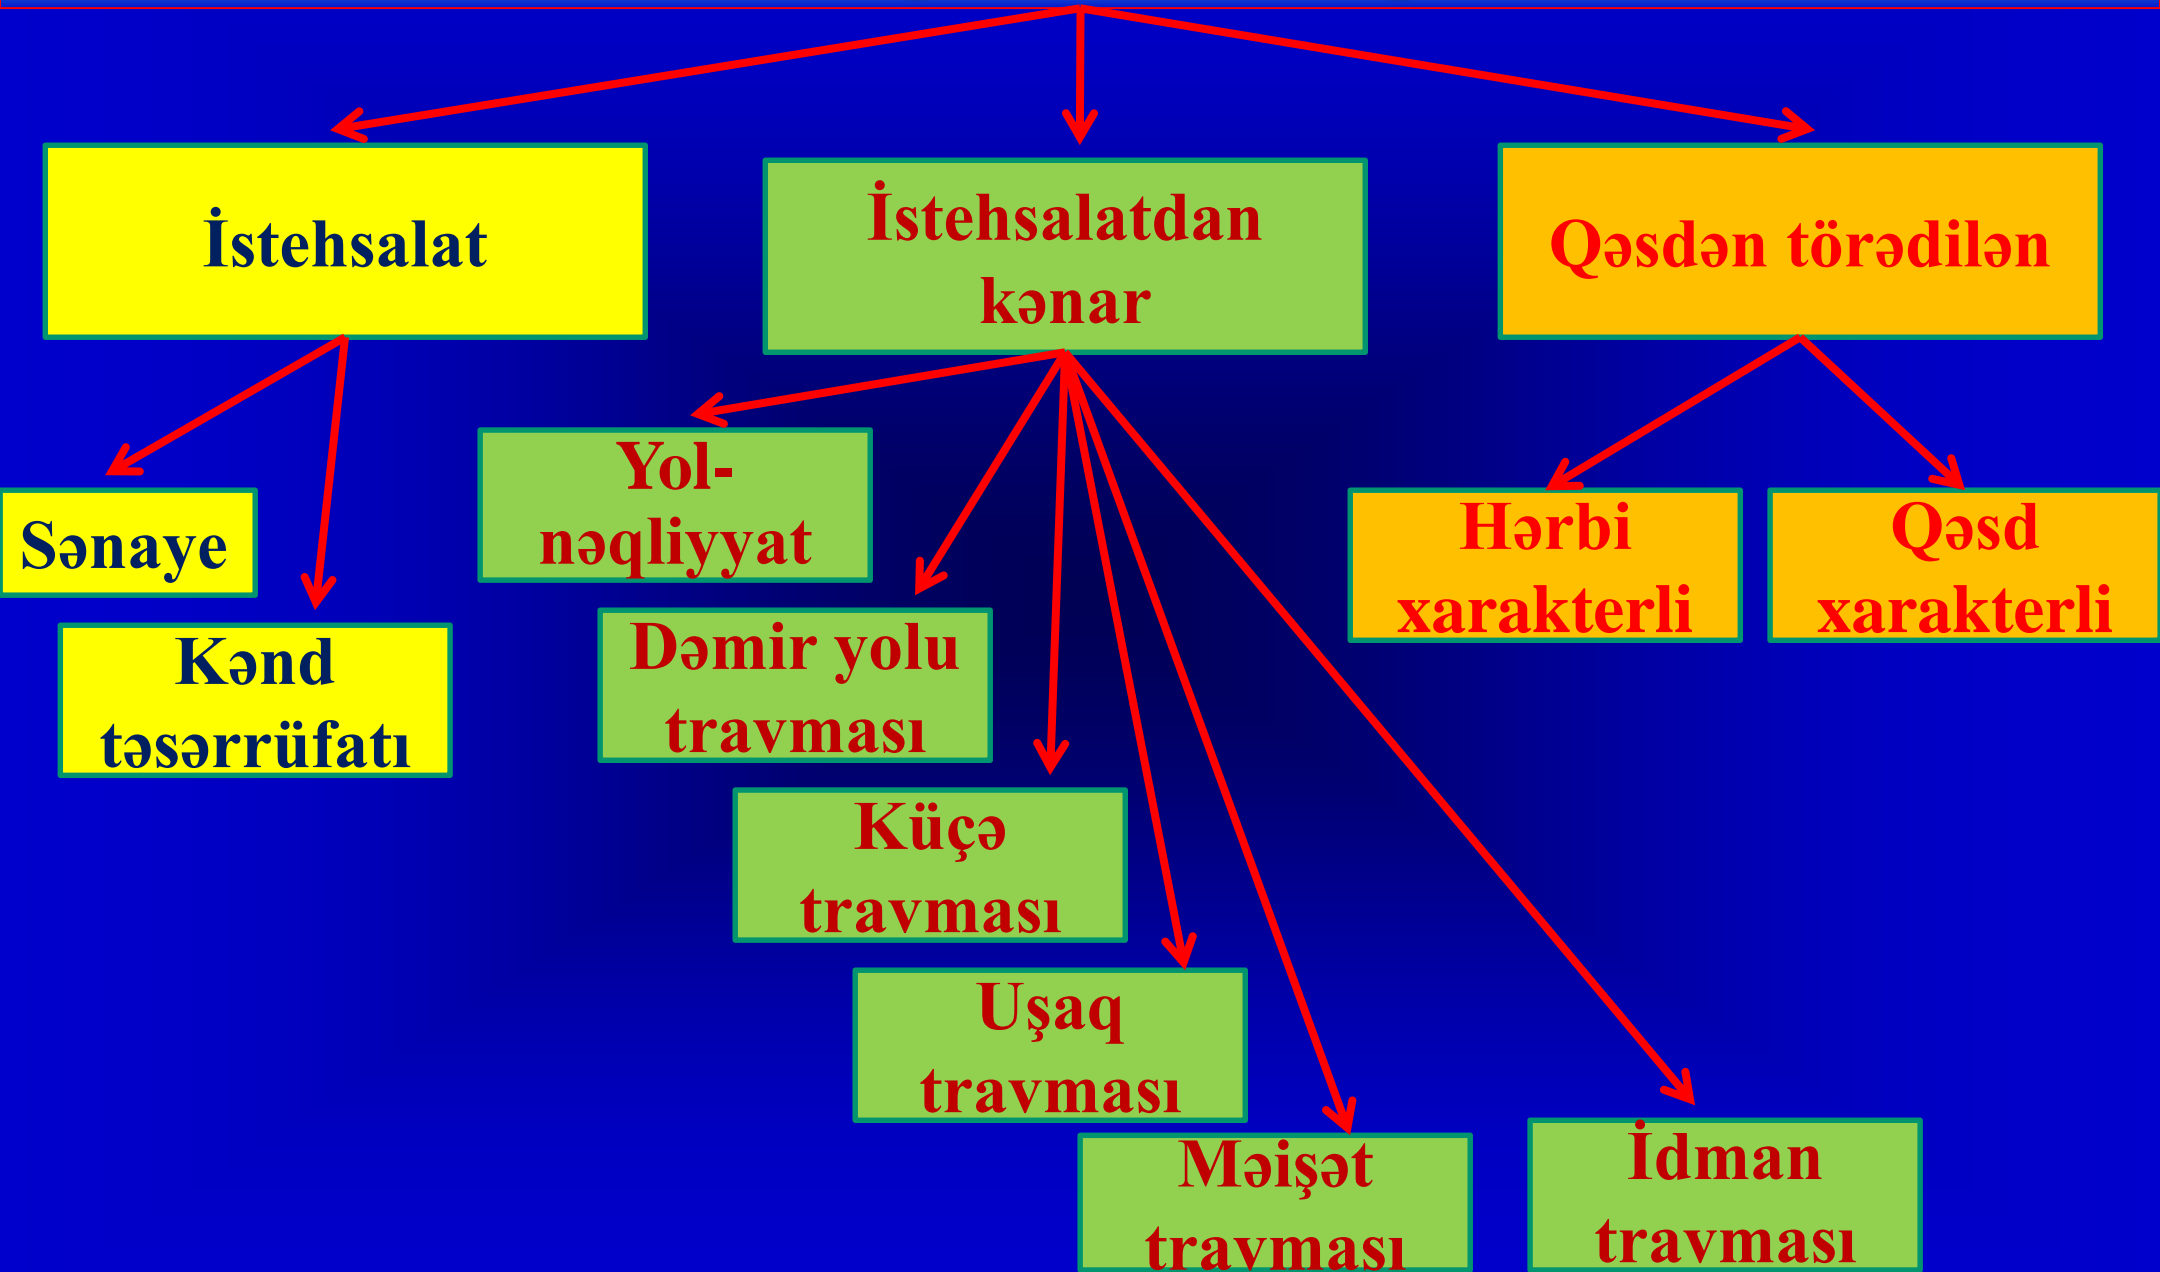 İstehsalat
İstehsalatdan
kənar
Qəsdən törədilən
Sənaye
Kənd
təsərrüfatı
Yol-
nəqliyyat
Dəmir yolu
travması
Küçə
travması
Uşaq
travması
Məişət
travması
İdman
travması
Hərbi
xarakterli
Qəsd
xarakterli